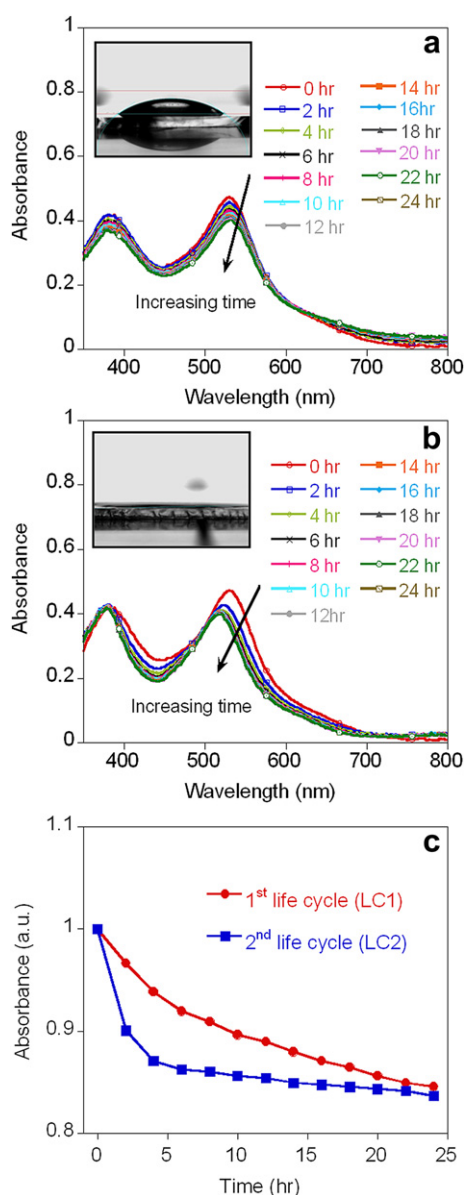 a
1
0.8
0.6
0.4
0.2
0
Absorbance
0 hr
2 hr
4 hr
6 hr
8 hr
10 hr
12 hr
14 hr
16hr
18 hr
20 hr
22 hr
24 hr
Increasing time
400 500 600 700 800
Wavelength (nm)
b
1
0.8
0.6
0.4
0.2
0
Absorbance
0 hr
2 hr
4 hr
6 hr
8 hr
10 hr
12hr
14 hr
16 hr
18 hr
20 hr
22 hr
24 hr
Increasing time
400 500 600 700 800
Wavelength (nm)
c
1.1
1
0.9
0.8
Absorbance (a.u.)
1st life cycle (LC1)
2nd life cycle (LC2)
0 5 10 15 20 25
Time (hr)